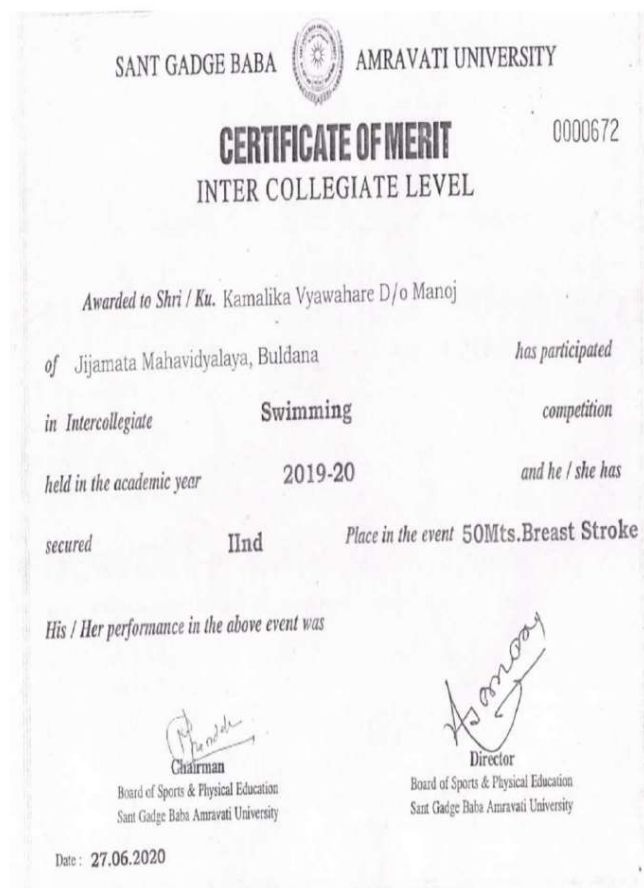 SANT GADGE BABA AMRAVATI UNIVERSITY
CERTIFICATE OF MERIT
0000672
INTER COLLEGIATE LEVEL
Awarded to Shri / Ku. Kamalika Vyawahare D/o Manoj
of Jijamata Mahavidyalaya, Buldana has participated
in Intercollegiate Swimming competition
held in the academic year 2019-20 and he / she has
secured IInd Place in the event 50Mts.Breast Stroke
His / Her performance in the above event was
Chairman
Board of Sports & Physical Education
Sant Gadge Baba Amravati University
Director
Board of Sports & Physical Education
Sant Gadge Baba Amravati University
Date : 27.06.2020